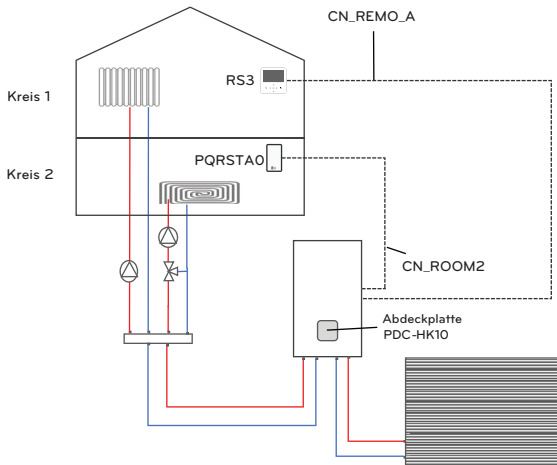 CN_REMO_A
RS3
Kreis 1
PQRSTA0
Kreis 2
CN_ROOM2
Abdeckplatte
PDC-HK10